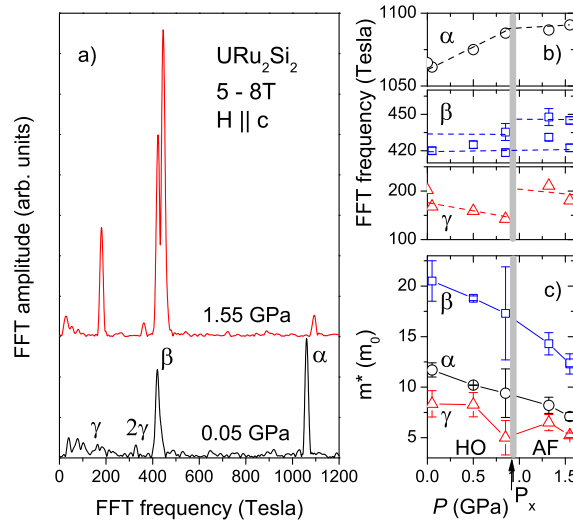 a)
URu₂Si₂
5 - 8T
H || c
1.55 GPa
β
α
γ
2γ
0.05 GPa
FFT amplitude (arb. units)
0 200 400 600 800 1000 1200
FFT frequency (Tesla)
b)
1100
1050
α
450
420
β
200
100
γ
FFT frequency (Tesla)
c)
20
15
10
5
β
α
γ
HO
AF
m* (m₀)
0.0 0.5 1.0 1.5
P (GPa)
Pₓ